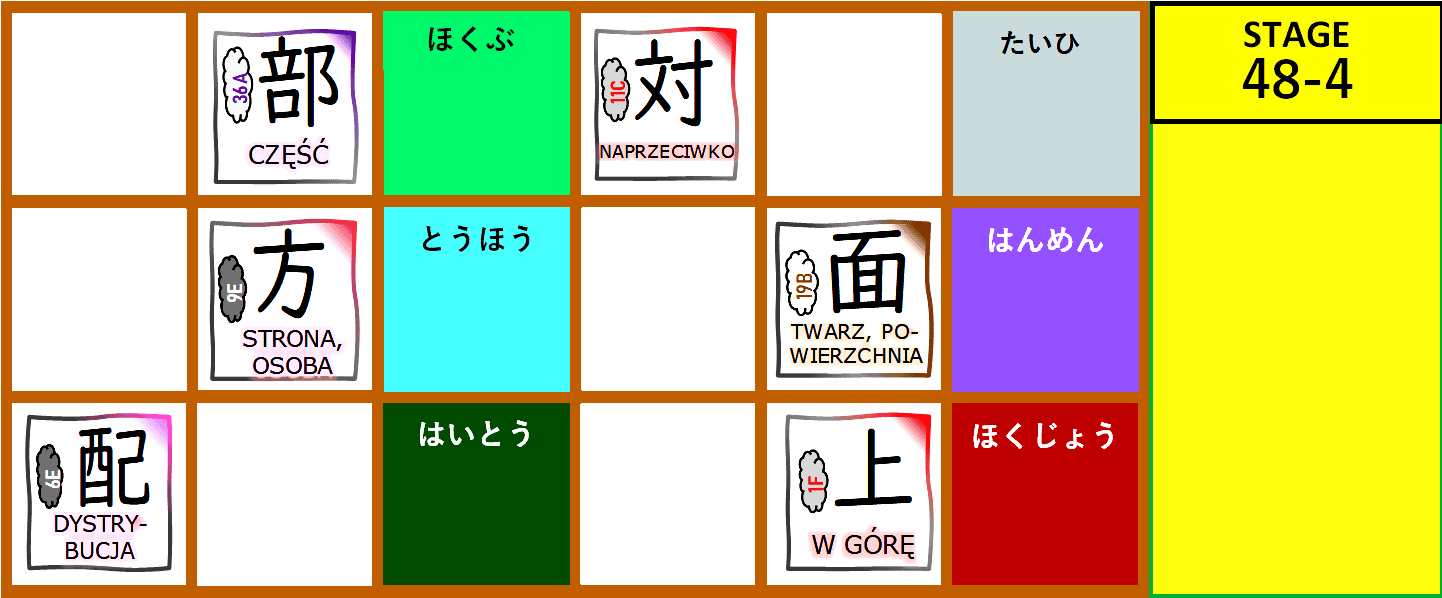 36A
部
CZĘŚĆ
ほくぶ
11C
対
NAPRZECIWKO
たいひ
STAGE
48-4
9E
方
STRONA,
OSOBA
とうほう
19B
面
TWARZ, PO-
WIERZCHNIA
はんめん
6E
配
DYSTRY-
BUCJA
はいとう
1F
上
W GÓRĘ
ほくじょう